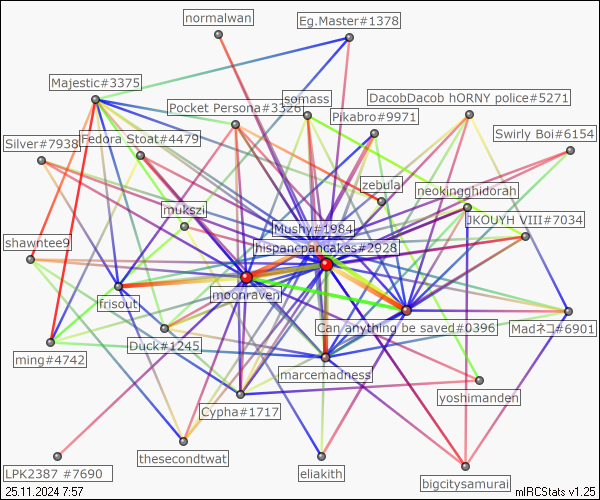 normalwan
Eg.Master#1378
Majestic#3375
Pocket Persona#3326
somass
DacobDacob hORNY police#5271
Pikabro#9971
Silver#7938
Fedora Stoat#4479
Swirly Boi#6154
zebulal
neokingghidorah
mukszi
JKOUYH VIII#7034
Mushy#1984
shawntee9
hispancpancakes#2928
moonraven
frisout
Can anything be saved#0396
Madネコ#6901
ming#4742
Duck#1245
marcemadness
Cypha#1717
yoshimanden
LPK2387 #7690
thesecondtwat
eliakith
bigcitysamurai
25.11.2024 7:57
mIRCStats v1.25